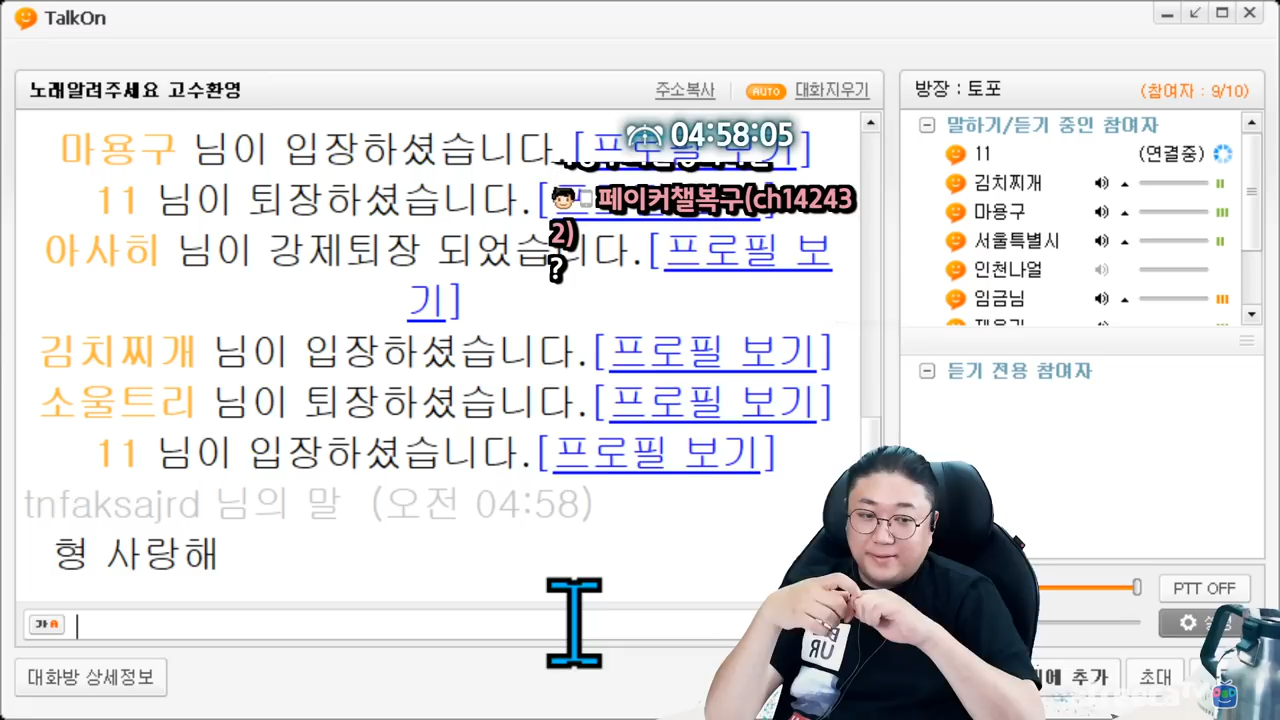 TalkOn
노래알려주세요 고수환영
주소복사
AUTO 대화지우기
04:58:05
마용구 님이 입장하셨습니다.[프로필 보기]
11 님이 퇴장하셨습니다.
페이커챌복구(ch14243
2)
?
아사히 님이 강제퇴장 되었습니다.[프로필 보
기]
김치찌개 님이 입장하셨습니다.[프로필 보기]
소울트리 님이 퇴장하셨습니다.[프로필 보기]
11 님이 입장하셨습니다.[프로필 보기]
tnfaksajrd 님의 말 (오전 04:58)
형 사랑해
가A
대화방 상세정보
방장 : 토포
(참여자 : 9/10)
말하기/듣기 중인 참여자
11 (연결중)
김치찌개
마용구
서울특별시
인천나얼
임금님
듣기 전용 참여자
PTT OFF
추가
초대